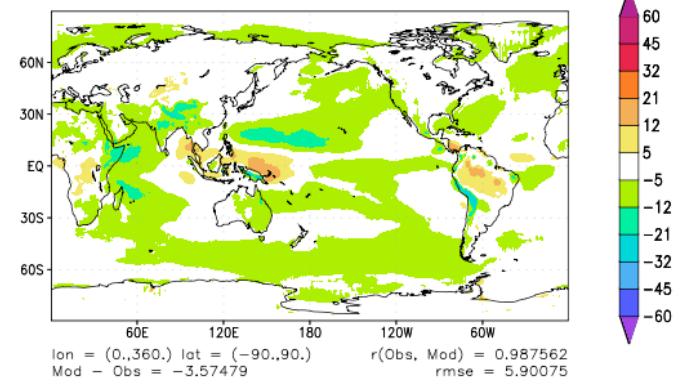 60N
30N
EQ
30S
60S
60E 120E 180 120W 60W
lon = (0.,360.) lat = (-90.,90.) r(Obs, Mod) = 0.987562
Mod - Obs = -3.57479 rmse = 5.90075
60
45
32
21
12
5
-5
-12
-21
-32
-45
-60